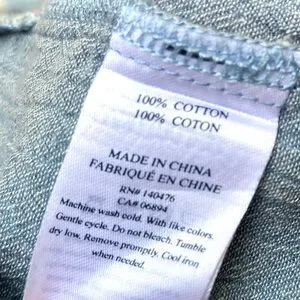 100% COTTON
100% COTON
MADE IN CHINA
FABRIQUÉ EN CHINE
RN# 140476
CA# 06894
Machine wash cold. With like colors.
Gentle cycle. Do not bleach. Tumble
dry low. Remove promptly. Cool iron
when needed.